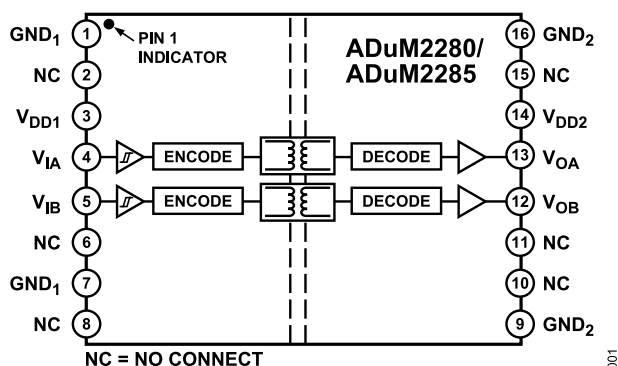 GND1 1 PIN 1 INDICATOR
NC 2
VDD1 3
VIA 4 ENCODE DECODE 13 VOA
VIB 5 ENCODE DECODE 12 VOB
NC 6
GND1 7
NC 8
ADuM2280/
ADuM2285
16 GND2
15 NC
14 VDD2
11 NC
10 NC
9 GND2
NC = NO CONNECT
001